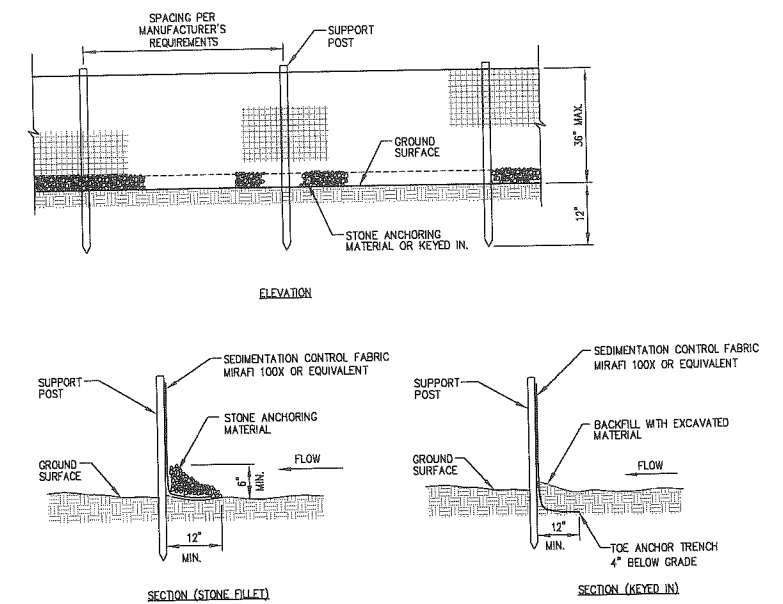 SPACING PER
MANUFACTURER'S
REQUIREMENTS
SUPPORT
POST
36" MAX.
GROUND
SURFACE
12"
STONE ANCHORING
MATERIAL OR KEYED IN.
ELEVATION
SEDIMENTATION CONTROL FABRIC
MIRAFI 100X OR EQUIVALENT
SUPPORT
POST
STONE ANCHORING
MATERIAL
FLOW
GROUND
SURFACE
6"
MIN.
12"
MIN.
SECTION (STONE FILLET)
SEDIMENTATION CONTROL FABRIC
MIRAFI 100X OR EQUIVALENT
SUPPORT
POST
BACKFILL WITH EXCAVATED
MATERIAL
GROUND
SURFACE
FLOW
12"
MIN.
TOE ANCHOR TRENCH
4" BELOW GRADE
SECTION (KEYED IN)